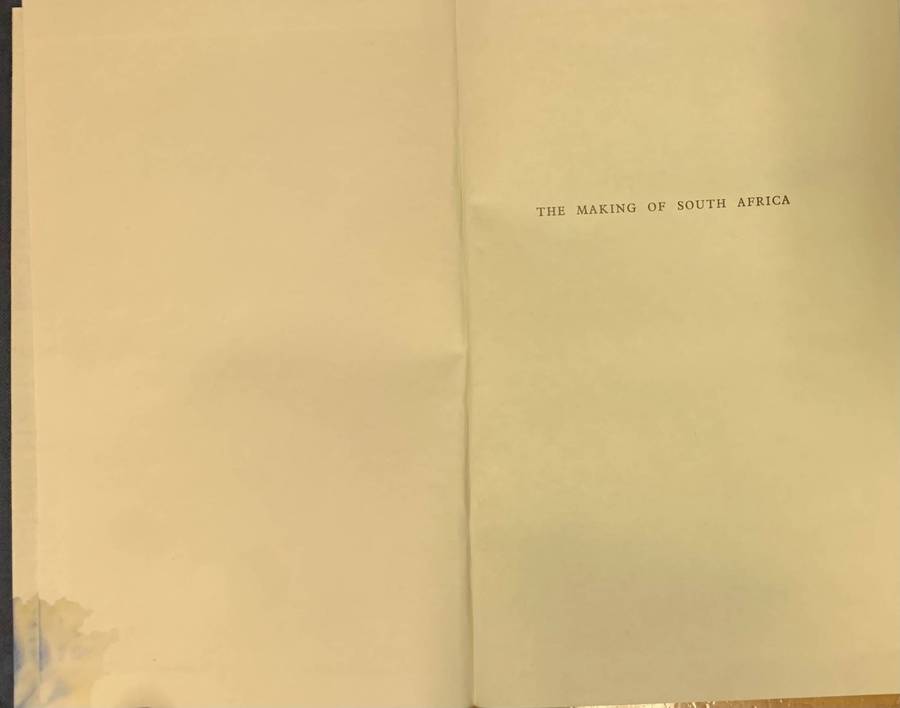 THE MAKING OF SOUTH AFRICA